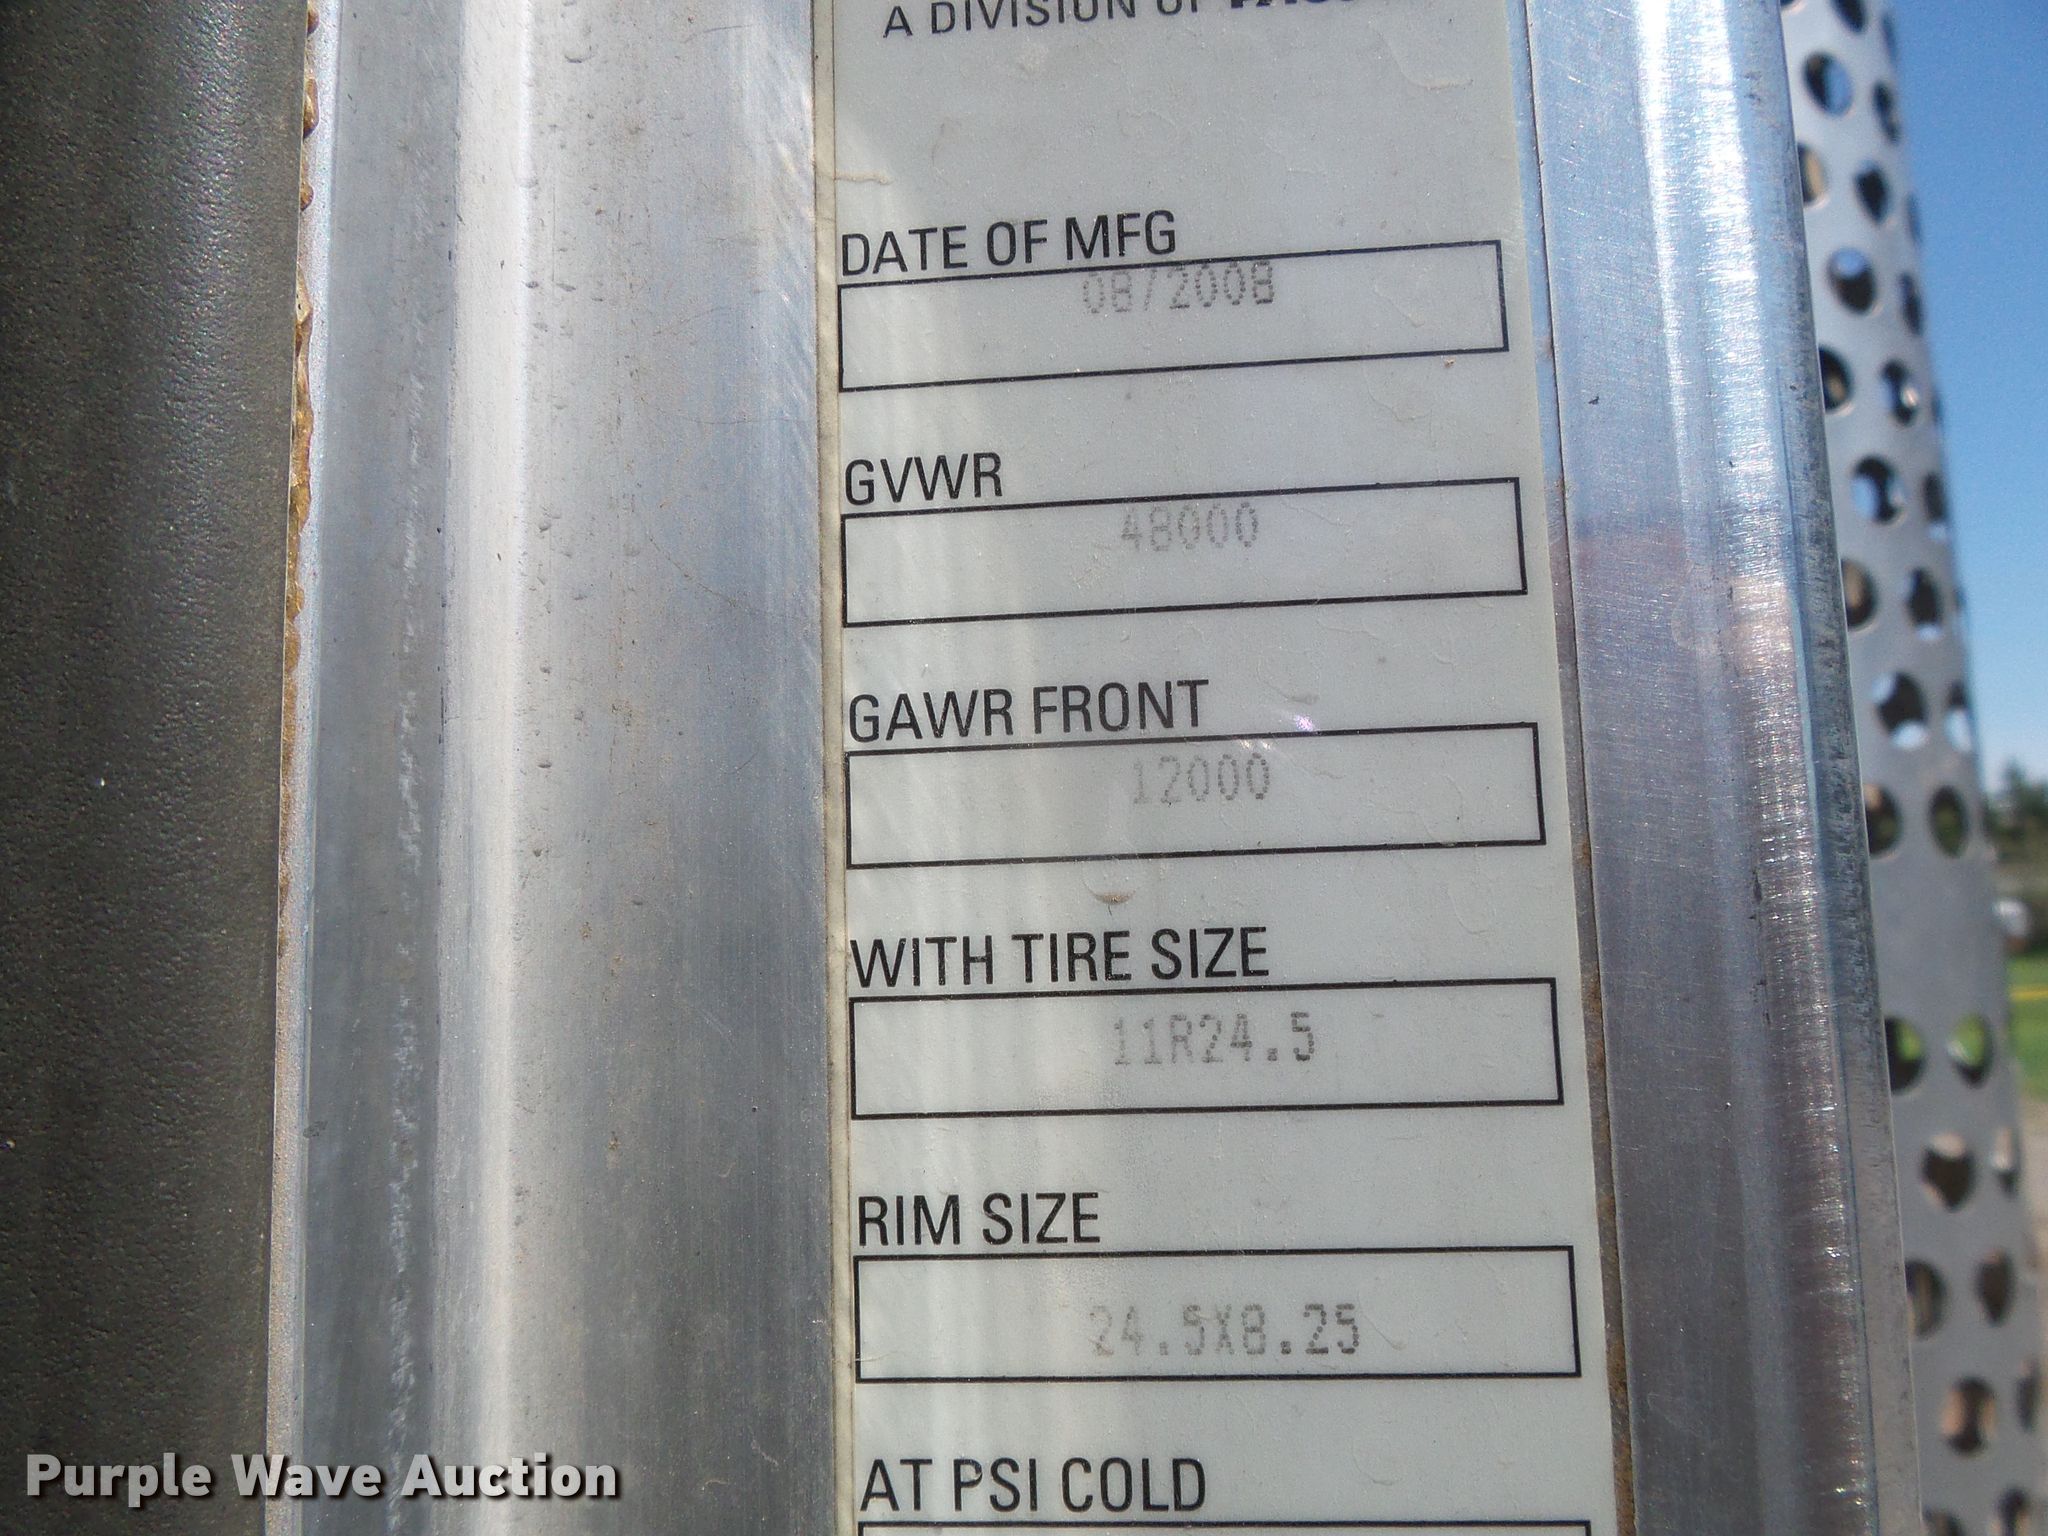 A DIVISION OF
DATE OF MFG
08/2008
GVWR
48000
GAWR FRONT
12000
WITH TIRE SIZE
11R24.5
RIM SIZE
24.5X8.25
AT PSI COLD
Purple Wave Auction